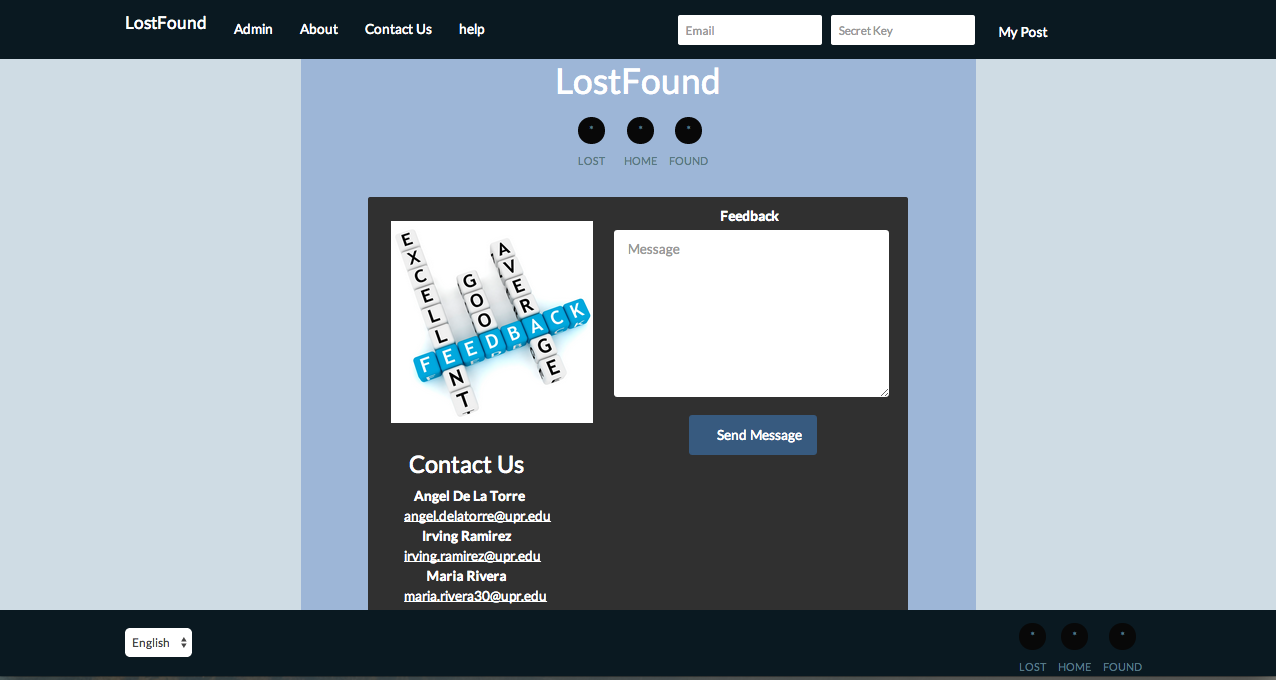 LostFound
Admin
About
Contact Us
help
Email
Secret Key
My Post
LostFound
LOST
HOME
FOUND
EXCELLENT
GOOD
AVERAGE
FEEDBACK
Feedback
Message
Send Message
Contact Us
Angel De La Torre
angel.delatorre@upr.edu
Irving Ramirez
irving.ramirez@upr.edu
Maria Rivera
maria.rivera30@upr.edu
English
LOST
HOME
FOUND